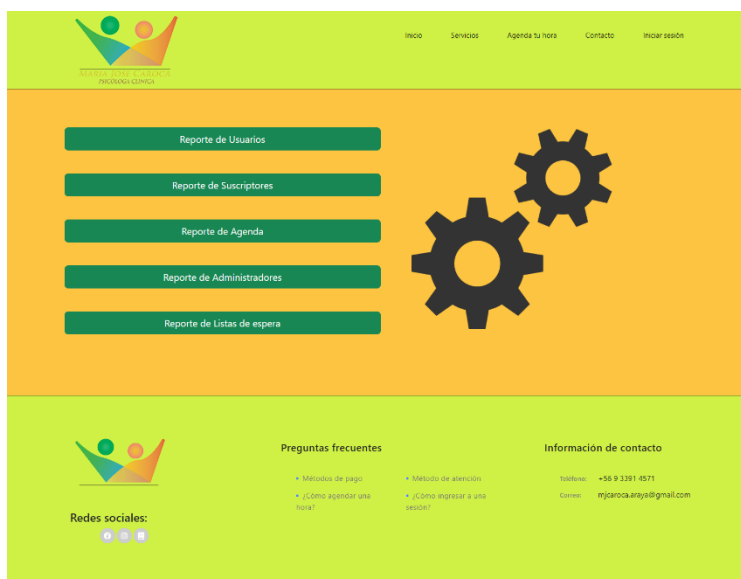 Inicio
Servicios
Agenda tu hora
Contacto
Iniciar sesión
MARIA JOSE CAROCA
PSICÓLOGA CLÍNICA
Reporte de Usuarios
Reporte de Suscriptores
Reporte de Agenda
Reporte de Administradores
Reporte de Listas de espera
Preguntas frecuentes
• Métodos de pago
• ¿Cómo agendar una
hora?
• Método de atención
• ¿Cómo ingresar a una
sesión?
Información de contacto
Teléfono: +56 9 3391 4571
Correo: mjcaroca.araya@gmail.com
Redes sociales: